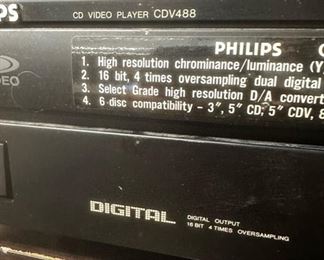 CD VIDEO PLAYER CDV488
PHILIPS
1. High resolution chrominance/luminance (Y
2. 16 bit, 4 times oversampling dual digital
3. Select Grade high resolution D/A convert
4. 6-disc compatibility - 3", 5" CD; 5" CDV, 8
DIGITAL
DIGITAL OUTPUT
16 BIT 4 TIMES OVERSAMPLING